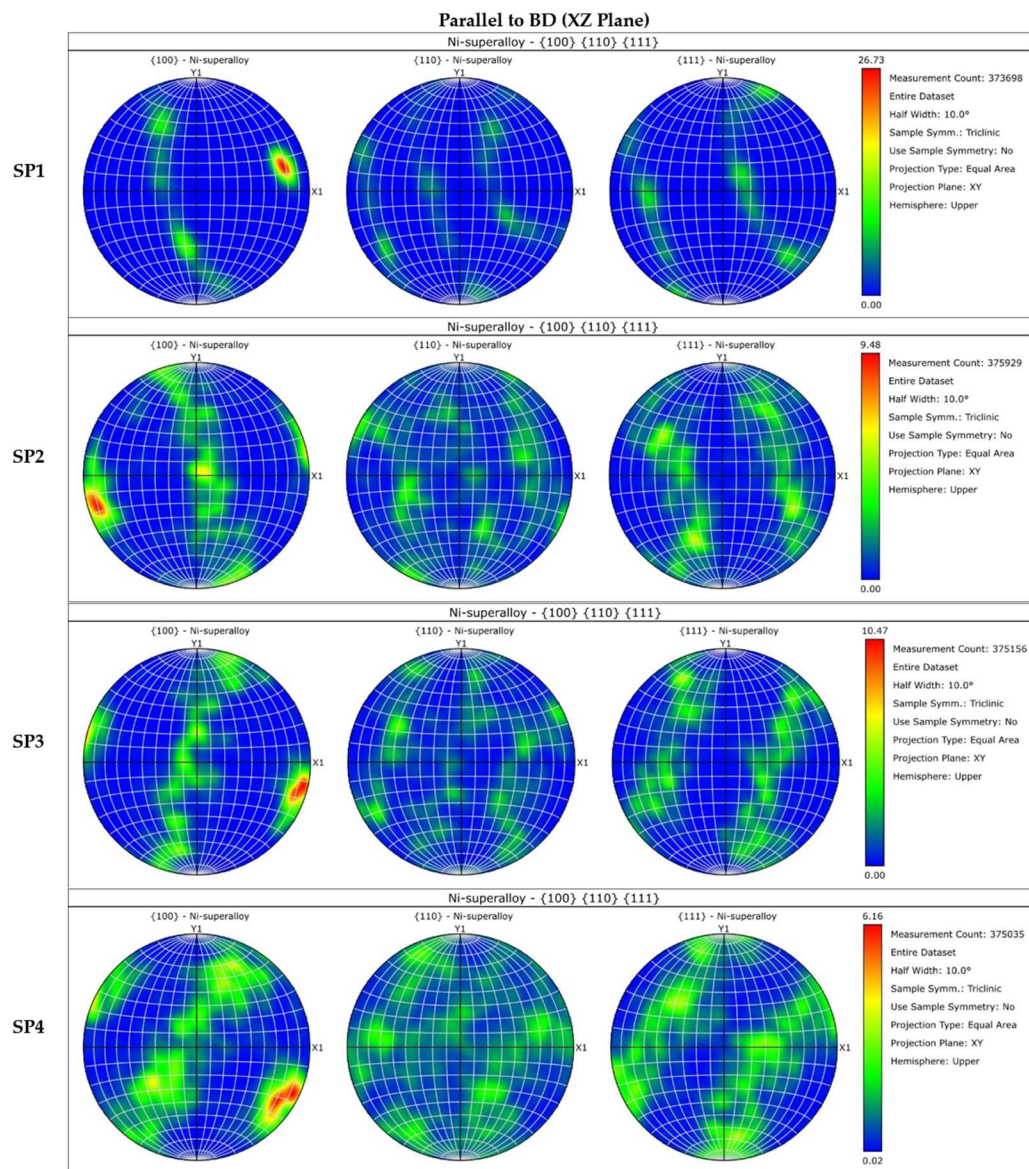 Parallel to BD (XZ Plane)
Ni-superalloy - {100} {110} {111}
SP1
{100} - Ni-superalloy
Y1
{110} - Ni-superalloy
Y1
{111} - Ni-superalloy
Y1
X1
X1
X1
26.73
0.00
Measurement Count: 373698
Entire Dataset
Half Width: 10.0°
Sample Symm.: Triclinic
Use Sample Symmetry: No
Projection Type: Equal Area
Projection Plane: XY
Hemisphere: Upper
Ni-superalloy - {100} {110} {111}
SP2
{100} - Ni-superalloy
Y1
{110} - Ni-superalloy
Y1
{111} - Ni-superalloy
Y1
X1
X1
X1
9.48
0.00
Measurement Count: 375929
Entire Dataset
Half Width: 10.0°
Sample Symm.: Triclinic
Use Sample Symmetry: No
Projection Type: Equal Area
Projection Plane: XY
Hemisphere: Upper
Ni-superalloy - {100} {110} {111}
SP3
{100} - Ni-superalloy
Y1
{110} - Ni-superalloy
Y1
{111} - Ni-superalloy
Y1
X1
X1
X1
10.47
0.00
Measurement Count: 375156
Entire Dataset
Half Width: 10.0°
Sample Symm.: Triclinic
Use Sample Symmetry: No
Projection Type: Equal Area
Projection Plane: XY
Hemisphere: Upper
Ni-superalloy - {100} {110} {111}
SP4
{100} - Ni-superalloy
Y1
{110} - Ni-superalloy
Y1
{111} - Ni-superalloy
Y1
X1
X1
X1
6.16
0.02
Measurement Count: 375035
Entire Dataset
Half Width: 10.0°
Sample Symm.: Triclinic
Use Sample Symmetry: No
Projection Type: Equal Area
Projection Plane: XY
Hemisphere: Upper